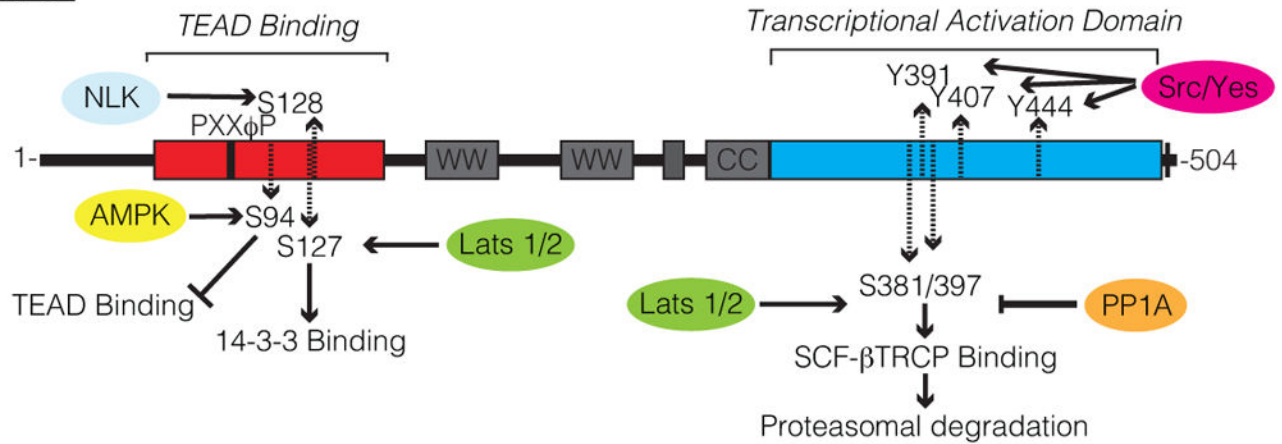 TEAD Binding
Transcriptional Activation Domain
NLK
S128
Y391
Y407
Y444
Src/Yes
PXXϕP
1-
WW
WW
CC
-504
AMPK
S94
S127
Lats 1/2
TEAD Binding
14-3-3 Binding
Lats 1/2
S381/397
PP1A
SCF-βTRCP Binding
Proteasomal degradation